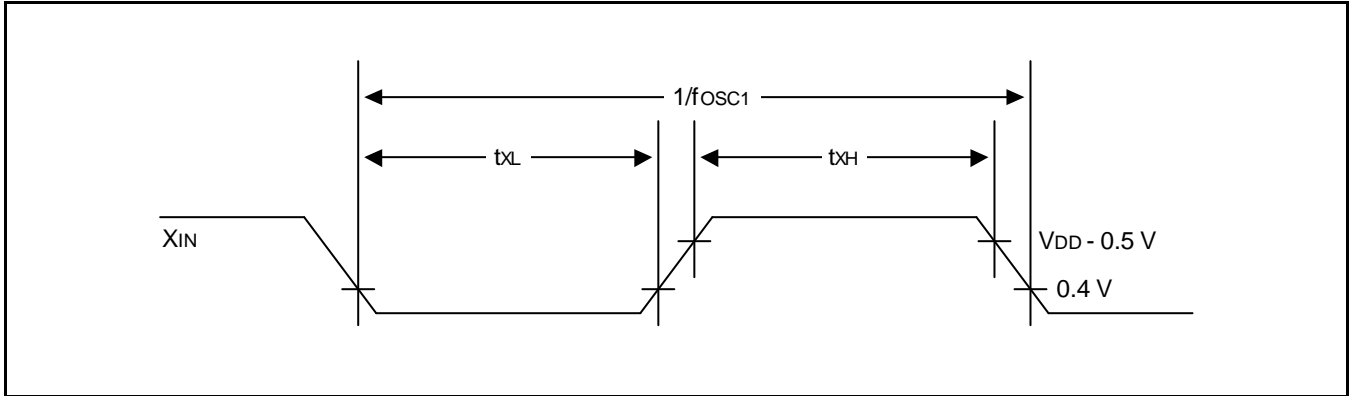 1/fOSC1
tXL
tXH
XIN
VDD - 0.5 V
0.4 V